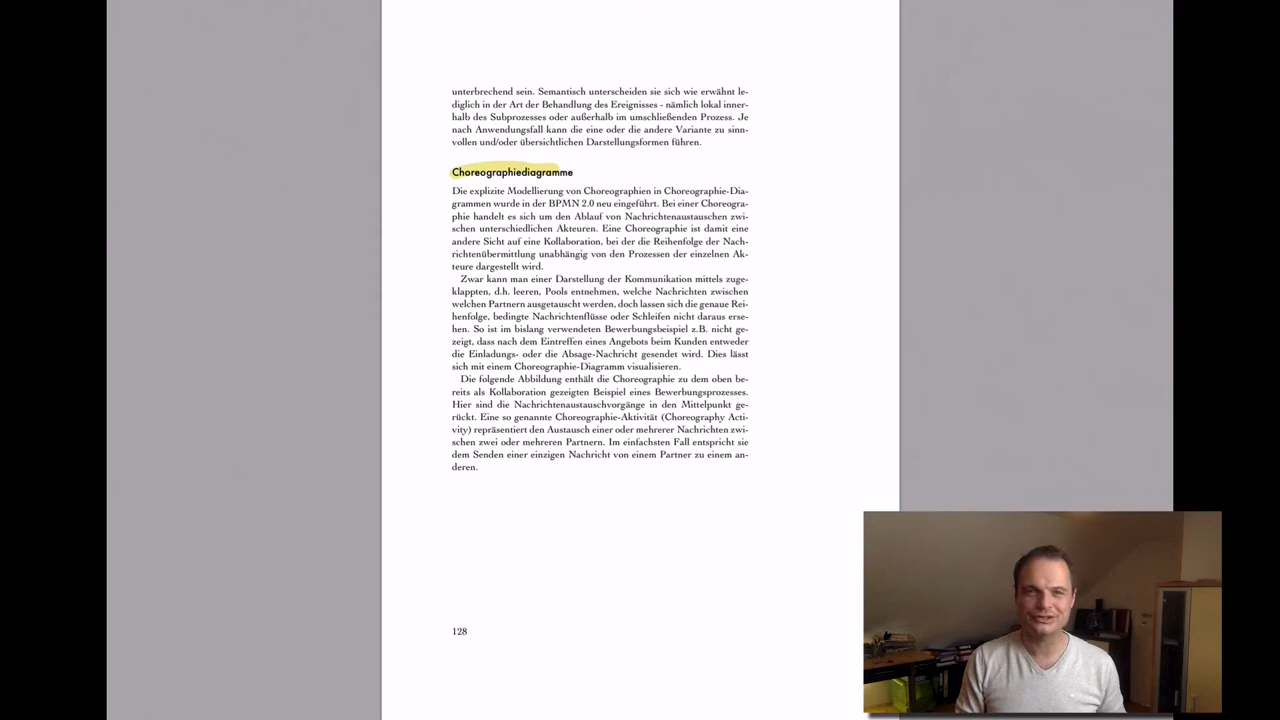 unterbrechend sein. Semantisch unterscheiden sie sich wie erwähnt le-
diglich in der Art der Behandlung des Ereignisses - nämlich lokal inner-
halb des Subprozesses oder außerhalb im umschließenden Prozess. Je
nach Anwendungsfall kann die eine oder die andere Variante zu sinn-
vollen und/oder übersichtlichen Darstellungsformen führen.
Choreographiediagramme
Die explizite Modellierung von Choreographien in Choreographie-Dia-
grammen wurde in der BPMN 2.0 neu eingeführt. Bei einer Choreogra-
phie handelt es sich um den Ablauf von Nachrichtenaustauschen zwi-
schen unterschiedlichen Akteuren. Eine Choreographie ist damit eine
andere Sicht auf eine Kollaboration, bei der die Reihenfolge der Nach-
richtenübermittlung unabhängig von den Prozessen der einzelnen Ak-
teure dargestellt wird.
Zwar kann man einer Darstellung der Kommunikation mittels zuge-
klappten, d.h. leeren, Pools entnehmen, welche Nachrichten zwischen
welchen Partnern ausgetauscht werden, doch lassen sich die genaue Rei-
henfolge, bedingte Nachrichtenflüsse oder Schleifen nicht daraus erse-
hen. So ist im bislang verwendeten Bewerbungsbeispiel z.B. nicht ge-
zeigt, dass nach dem Eintreffen eines Angebots beim Kunden entweder
die Einladungs- oder die Absage-Nachricht gesendet wird. Dies lässt
sich mit einem Choreographie-Diagramm visualisieren.
Die folgende Abbildung enthält die Choreographie zu dem oben be-
reits als Kollaboration gezeigten Beispiel eines Bewerbungsprozesses.
Hier sind die Nachrichtenaustauschvorgänge in den Mittelpunkt ge-
rückt. Eine so genannte Choreographie-Aktivität (Choreography Acti-
vity) repräsentiert den Austausch einer oder mehrerer Nachrichten zwi-
schen zwei oder mehreren Partnern. Im einfachsten Fall entspricht sie
dem Senden einer einzigen Nachricht von einem Partner zu einem an-
deren.
128